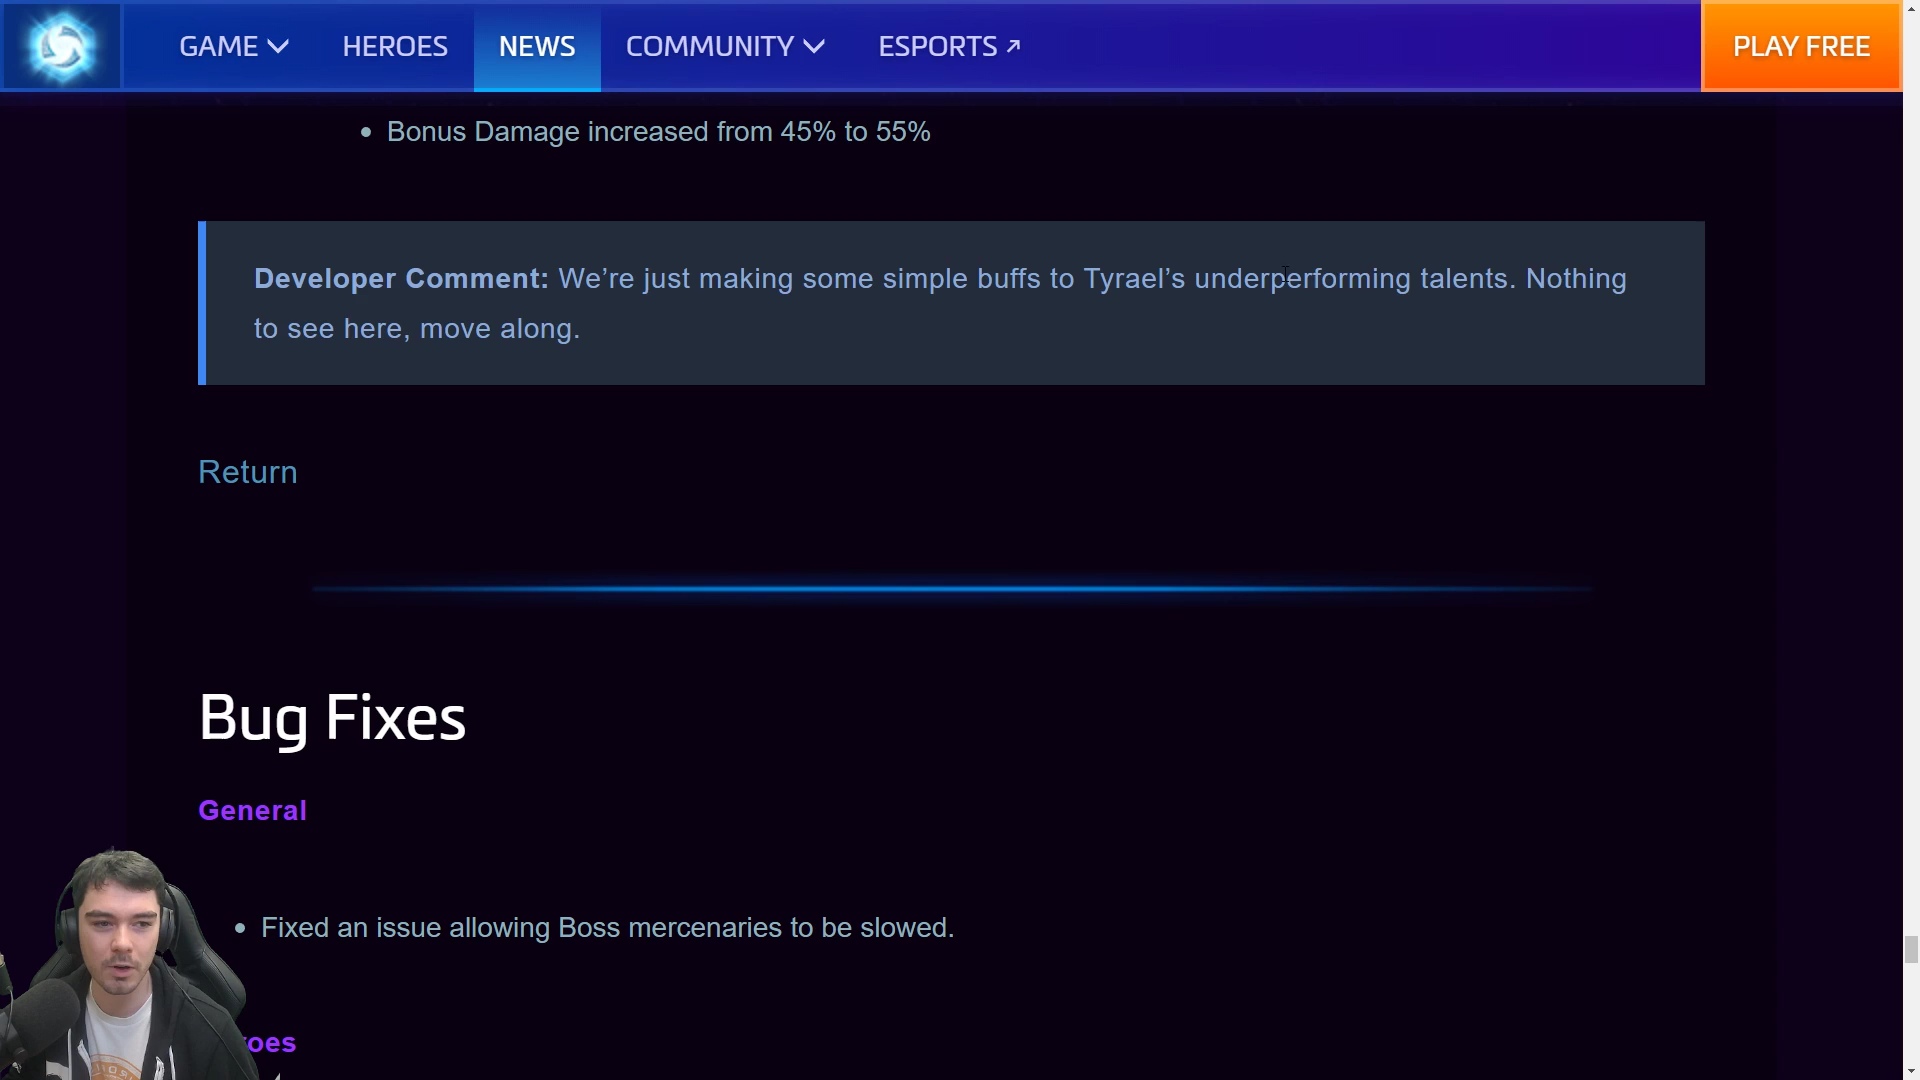 GAME HEROES NEWS COMMUNITY ESPORTS PLAY FREE
Bonus Damage increased from 45% to 55%
Developer Comment: We’re just making some simple buffs to Tyrael’s underperforming talents. Nothing
to see here, move along.
Return
Bug Fixes
General
Fixed an issue allowing Boss mercenaries to be slowed.
roes